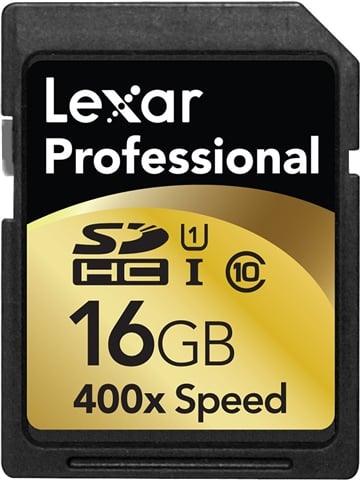 Lexar
Professional
SD HC I U1 10
16GB
400x Speed